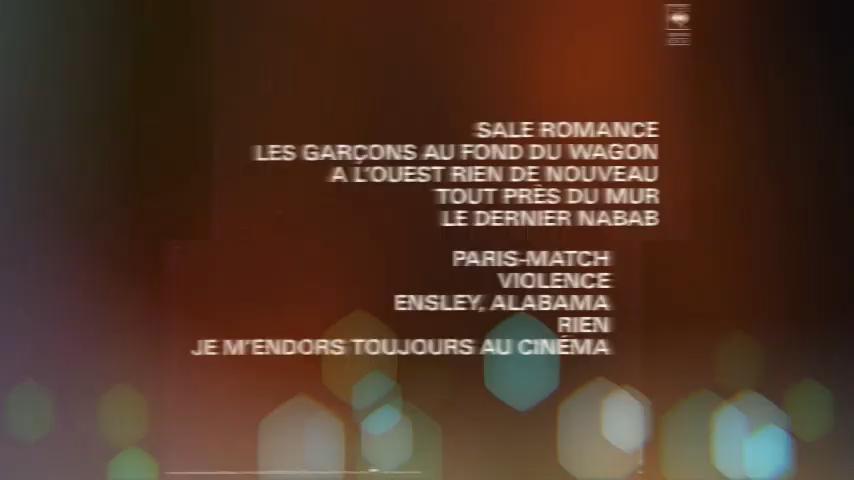 SALE ROMANCE
LES GARÇONS AU FOND DU WAGON
A L'OUEST RIEN DE NOUVEAU
TOUT PRÈS DU MUR
LE DERNIER NABAB
PARIS-MATCH
VIOLENCE
ENSLEY, ALABAMA
RIEN
JE M'ENDORS TOUJOURS AU CINÉMA